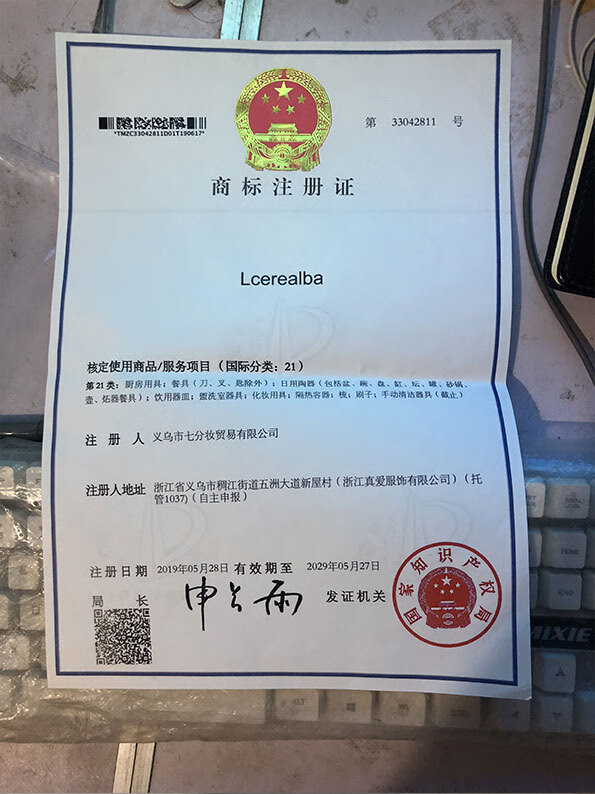 第 33042811 号
*TMZC33042811D01T190617*
商标注册证
Lcerealba
核定使用商品/服务项目（国际分类：21）
第21类：厨房用具；餐具（刀、叉、匙除外）；日用陶器（包括盆、碗、盘、缸、坛、罐、砂锅、
壶、炻器餐具）；饮用器皿；盥洗室器具；化妆用具；隔热容器；梳；刷子；手动清洁器具（截止）
注册人 义乌市七分妆贸易有限公司
注册人地址 浙江省义乌市稠江街道五洲大道新屋村（浙江真爱服饰有限公司）（托
管1037)（自主申报）
注册日期 2019年05月28日 有效期至 2029年05月27日
局长 申长雨 发证机关
国家知识产权局
MIXIE
HOME
END
ALT
CTRL